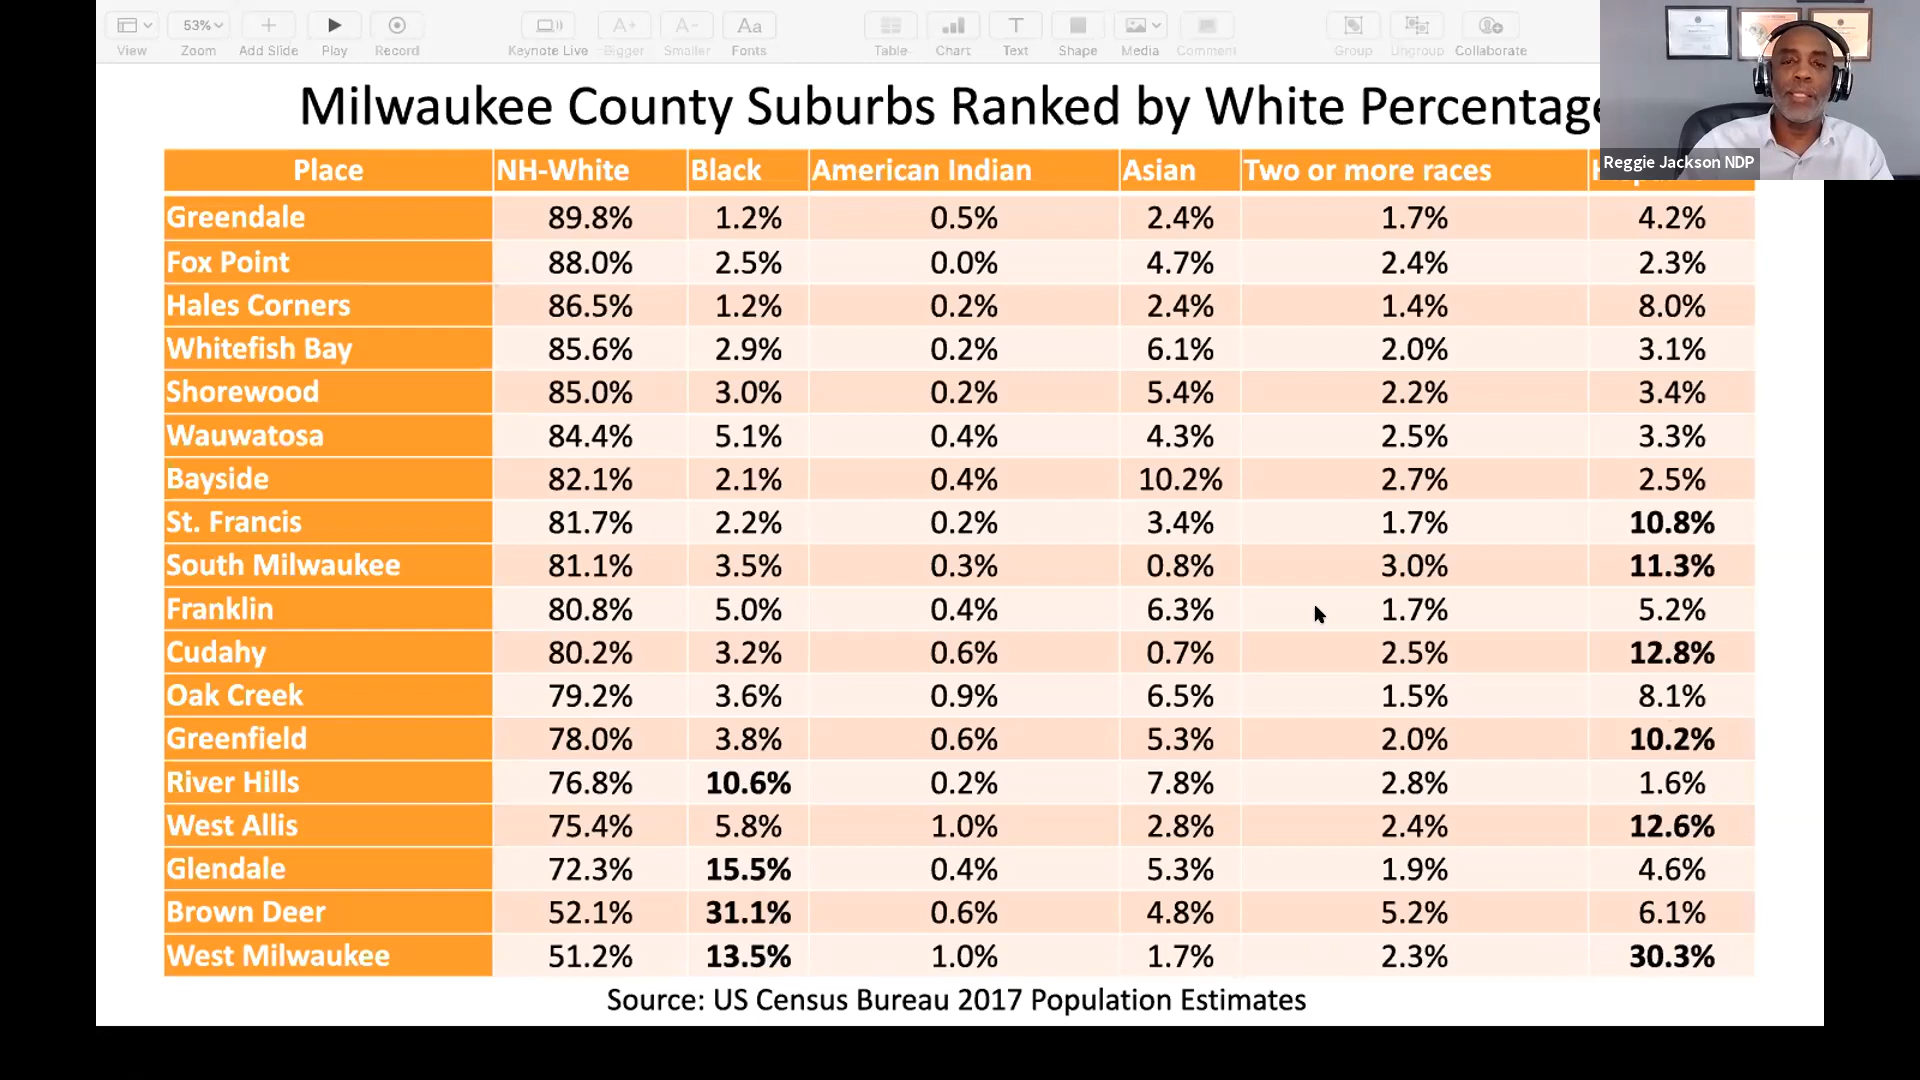 View 53% Zoom Add Slide Play Record Keynote Live Bigger Smaller Fonts Table Chart Text Shape Media Comment Group Ungroup Collaborate
Milwaukee County Suburbs Ranked by White Percentage
Reggie Jackson NDP
Place NH-White Black American Indian Asian Two or more races
Greendale 89.8% 1.2% 0.5% 2.4% 1.7% 4.2%
Fox Point 88.0% 2.5% 0.0% 4.7% 2.4% 2.3%
Hales Corners 86.5% 1.2% 0.2% 2.4% 1.4% 8.0%
Whitefish Bay 85.6% 2.9% 0.2% 6.1% 2.0% 3.1%
Shorewood 85.0% 3.0% 0.2% 5.4% 2.2% 3.4%
Wauwatosa 84.4% 5.1% 0.4% 4.3% 2.5% 3.3%
Bayside 82.1% 2.1% 0.4% 10.2% 2.7% 2.5%
St. Francis 81.7% 2.2% 0.2% 3.4% 1.7% 10.8%
South Milwaukee 81.1% 3.5% 0.3% 0.8% 3.0% 11.3%
Franklin 80.8% 5.0% 0.4% 6.3% 1.7% 5.2%
Cudahy 80.2% 3.2% 0.6% 0.7% 2.5% 12.8%
Oak Creek 79.2% 3.6% 0.9% 6.5% 1.5% 8.1%
Greenfield 78.0% 3.8% 0.6% 5.3% 2.0% 10.2%
River Hills 76.8% 10.6% 0.2% 7.8% 2.8% 1.6%
West Allis 75.4% 5.8% 1.0% 2.8% 2.4% 12.6%
Glendale 72.3% 15.5% 0.4% 5.3% 1.9% 4.6%
Brown Deer 52.1% 31.1% 0.6% 4.8% 5.2% 6.1%
West Milwaukee 51.2% 13.5% 1.0% 1.7% 2.3% 30.3%
Source: US Census Bureau 2017 Population Estimates